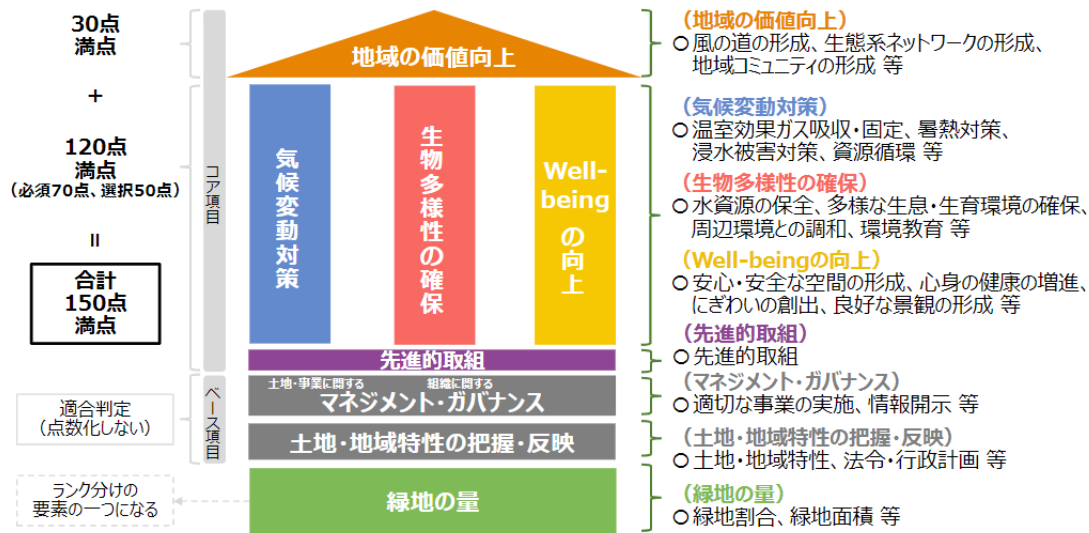 30点
満点
+
120点
満点
(必須70点、選択50点)
=
合計
150点
満点
適合判定
(点数化しない)
ランク分けの
要素の一つになる
コア項目
ベース項目
地域の価値向上
気候変動対策
生物多様性の確保
Well-
being
の向上
先進的取組
土地・事業に関する
組織に関する
マネジメント・ガバナンス
土地・地域特性の把握・反映
緑地の量
(地域の価値向上)
○ 風の道の形成、生態系ネットワークの形成、
地域コミュニティの形成 等
(気候変動対策)
○ 温室効果ガス吸収・固定、暑熱対策、
浸水被害対策、資源循環 等
(生物多様性の確保)
○ 水資源の保全、多様な生息・生育環境の確保、
周辺環境との調和、環境教育 等
(Well-beingの向上)
○ 安心・安全な空間の形成、心身の健康の増進、
にぎわいの創出、良好な景観の形成 等
(先進的取組)
○ 先進的取組
(マネジメント・ガバナンス)
○ 適切な事業の実施、情報開示 等
(土地・地域特性の把握・反映)
○ 土地・地域特性、法令・行政計画 等
(緑地の量)
○ 緑地割合、緑地面積 等